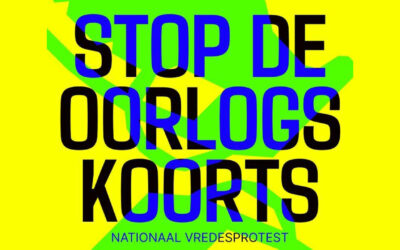 STOP DE
OORLOGS
KOORTS
NATIONAAL VREDESPROTEST